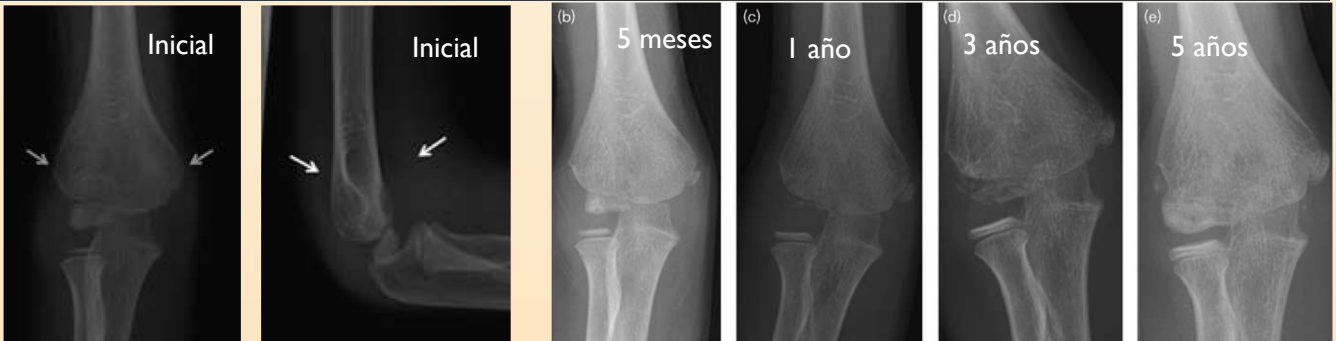 Inicial
Inicial
(b)
5 meses
(c)
1 año
(d)
3 años
(e)
5 años